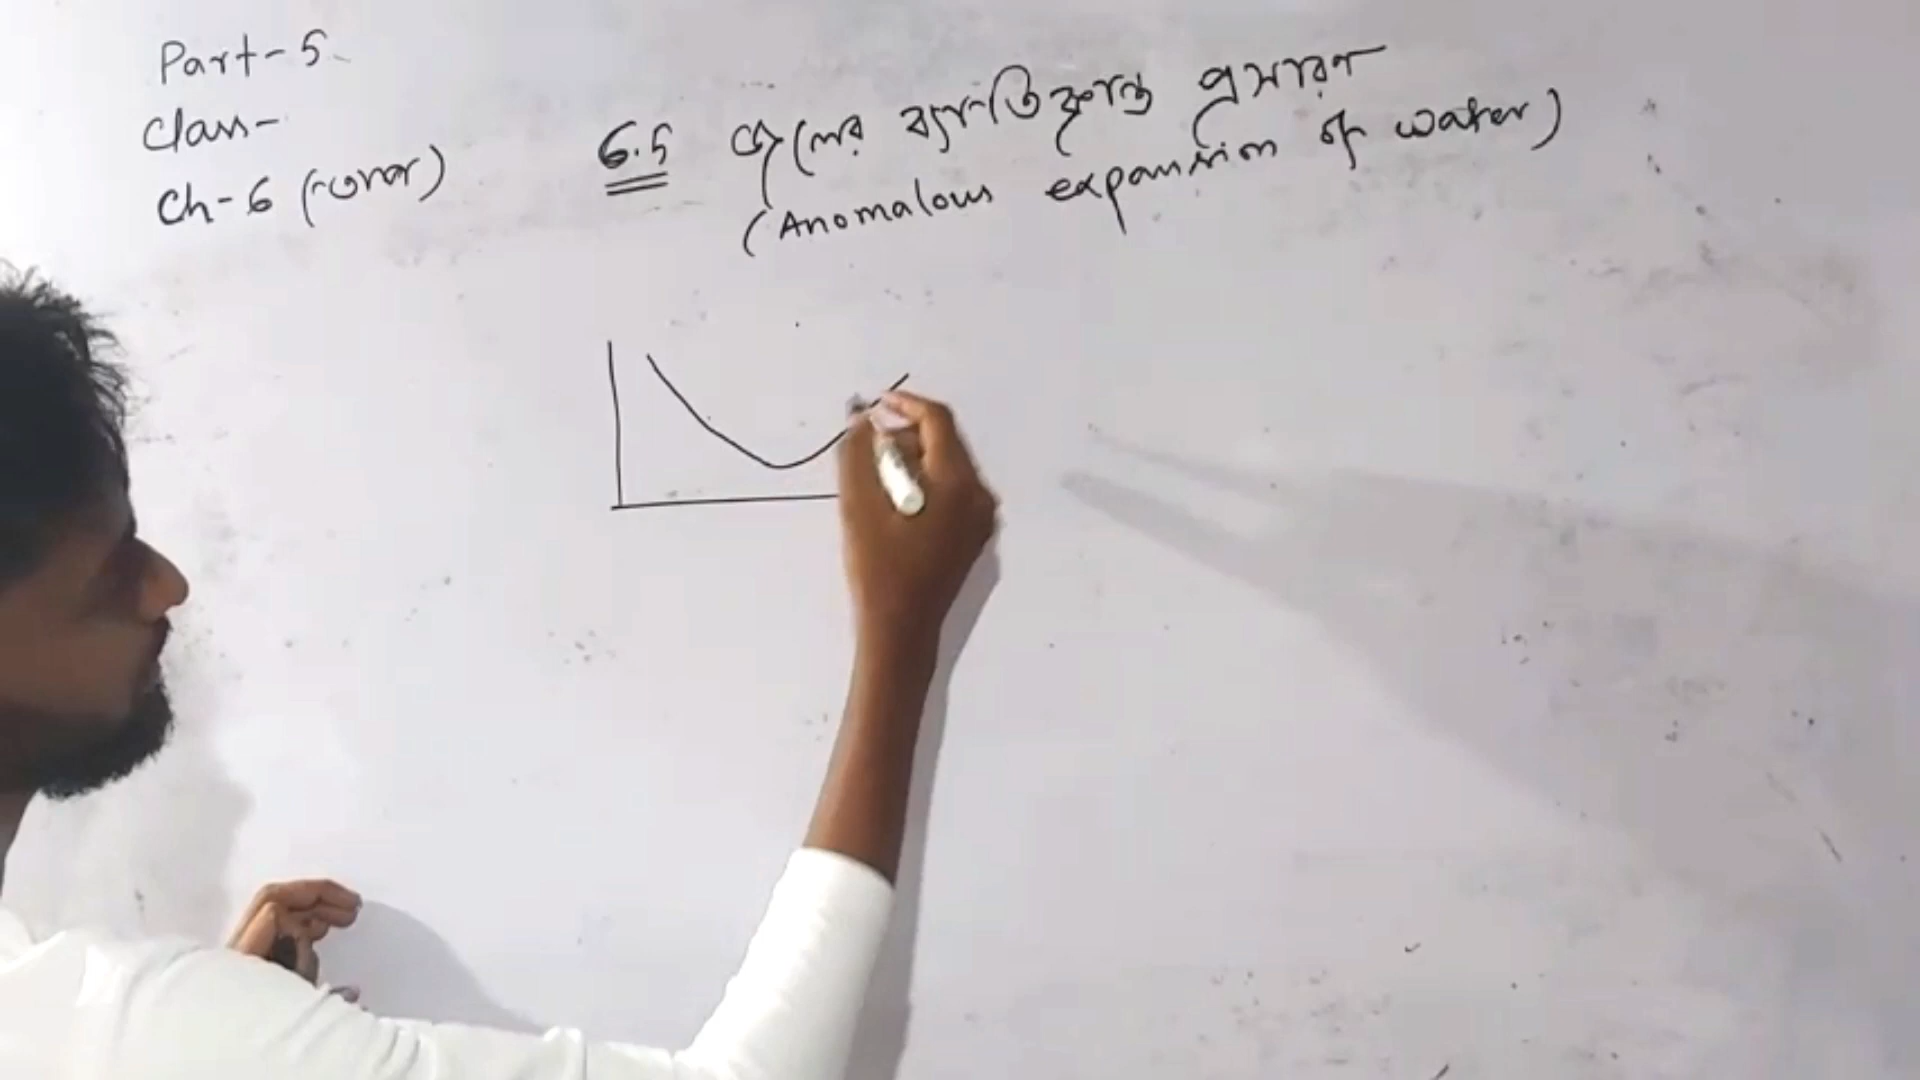 Part-5
Class-
Ch-6 (তাপ)
6.5 জলের ব্যতিক্রান্ত প্রসারণ
(Anomalous expansion of water)